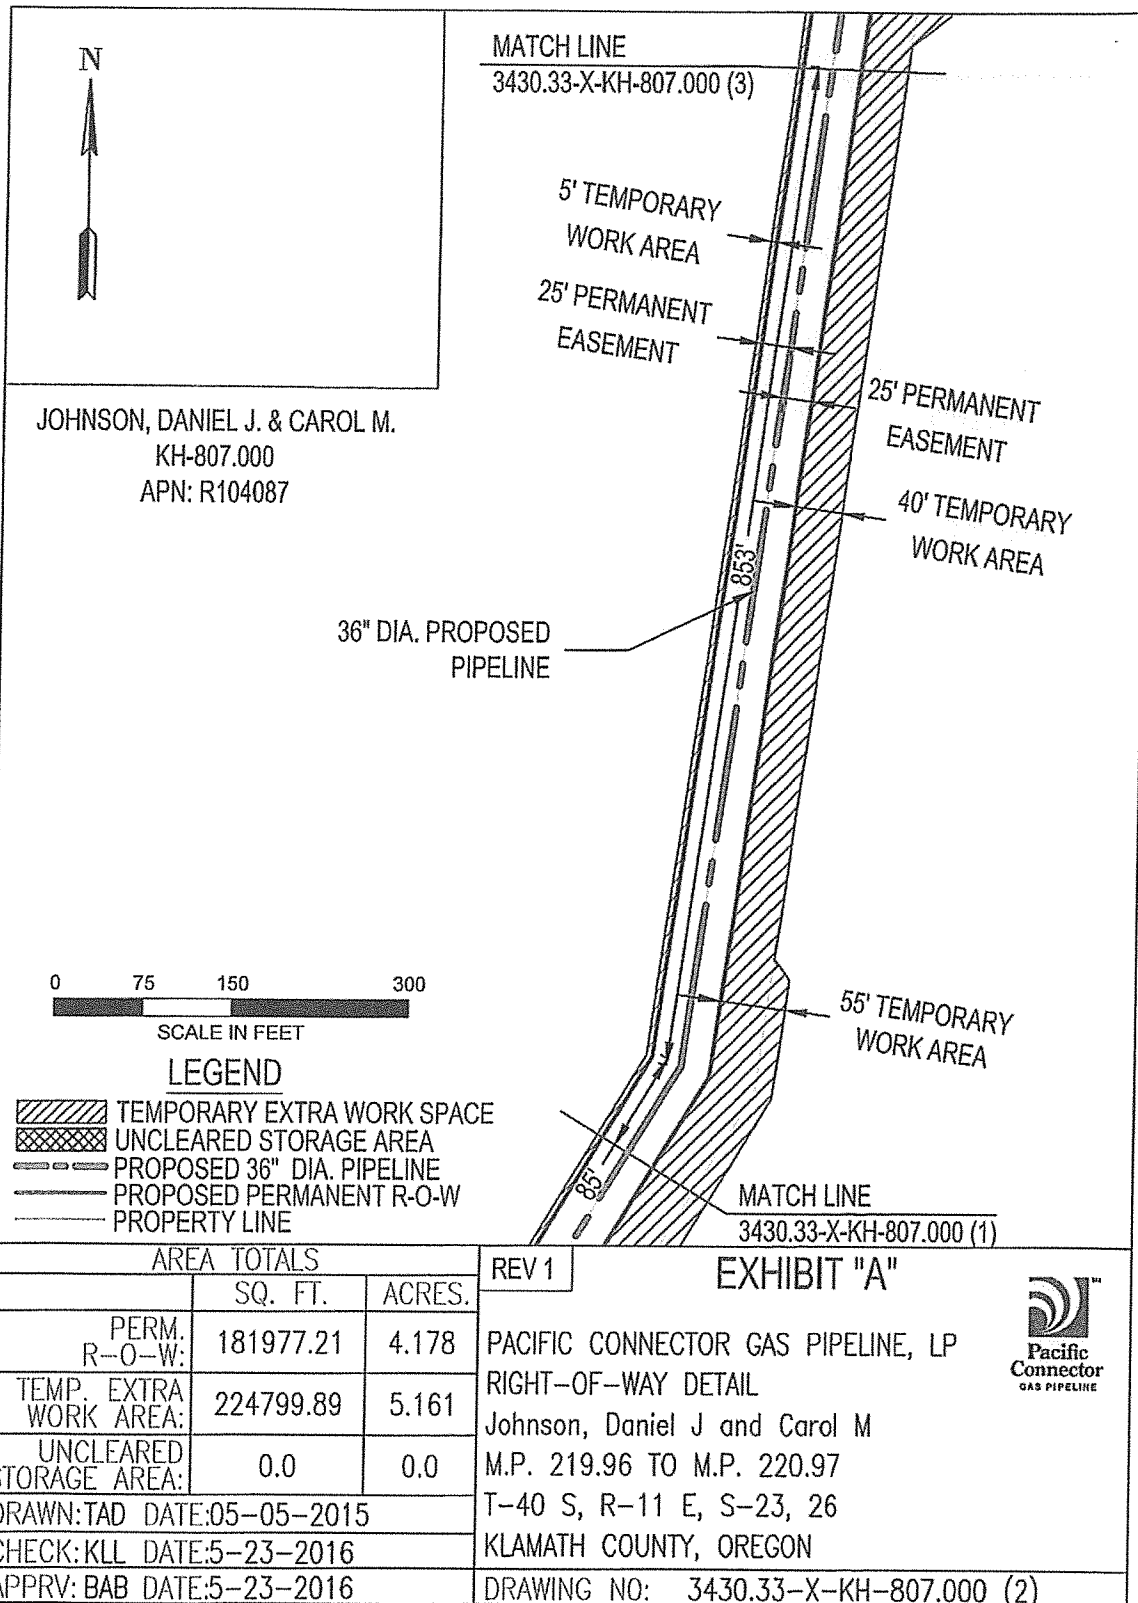 N
MATCH LINE
3430.33-X-KH-807.000 (3)
5' TEMPORARY
WORK AREA
25' PERMANENT
EASEMENT
25' PERMANENT
EASEMENT
40' TEMPORARY
WORK AREA
JOHNSON, DANIEL J. & CAROL M.
KH-807.000
APN: R104087
853'
36" DIA. PROPOSED
PIPELINE
0 75 150 300
SCALE IN FEET
55' TEMPORARY
WORK AREA
LEGEND
TEMPORARY EXTRA WORK SPACE
UNCLEARED STORAGE AREA
PROPOSED 36" DIA. PIPELINE
PROPOSED PERMANENT R-O-W
PROPERTY LINE
85'
MATCH LINE
3430.33-X-KH-807.000 (1)
AREA TOTALS
SQ. FT. ACRES.
PERM.
R-O-W: 181977.21 4.178
TEMP. EXTRA
WORK AREA: 224799.89 5.161
UNCLEARED
STORAGE AREA: 0.0 0.0
DRAWN: TAD DATE: 05-05-2015
CHECK: KLL DATE: 5-23-2016
APPRV: BAB DATE: 5-23-2016
REV 1
EXHIBIT "A"
PACIFIC CONNECTOR GAS PIPELINE, LP
RIGHT-OF-WAY DETAIL
Johnson, Daniel J and Carol M
M.P. 219.96 TO M.P. 220.97
T-40 S, R-11 E, S-23, 26
KLAMATH COUNTY, OREGON
DRAWING NO: 3430.33-X-KH-807.000 (2)
Pacific
Connector
GAS PIPELINE